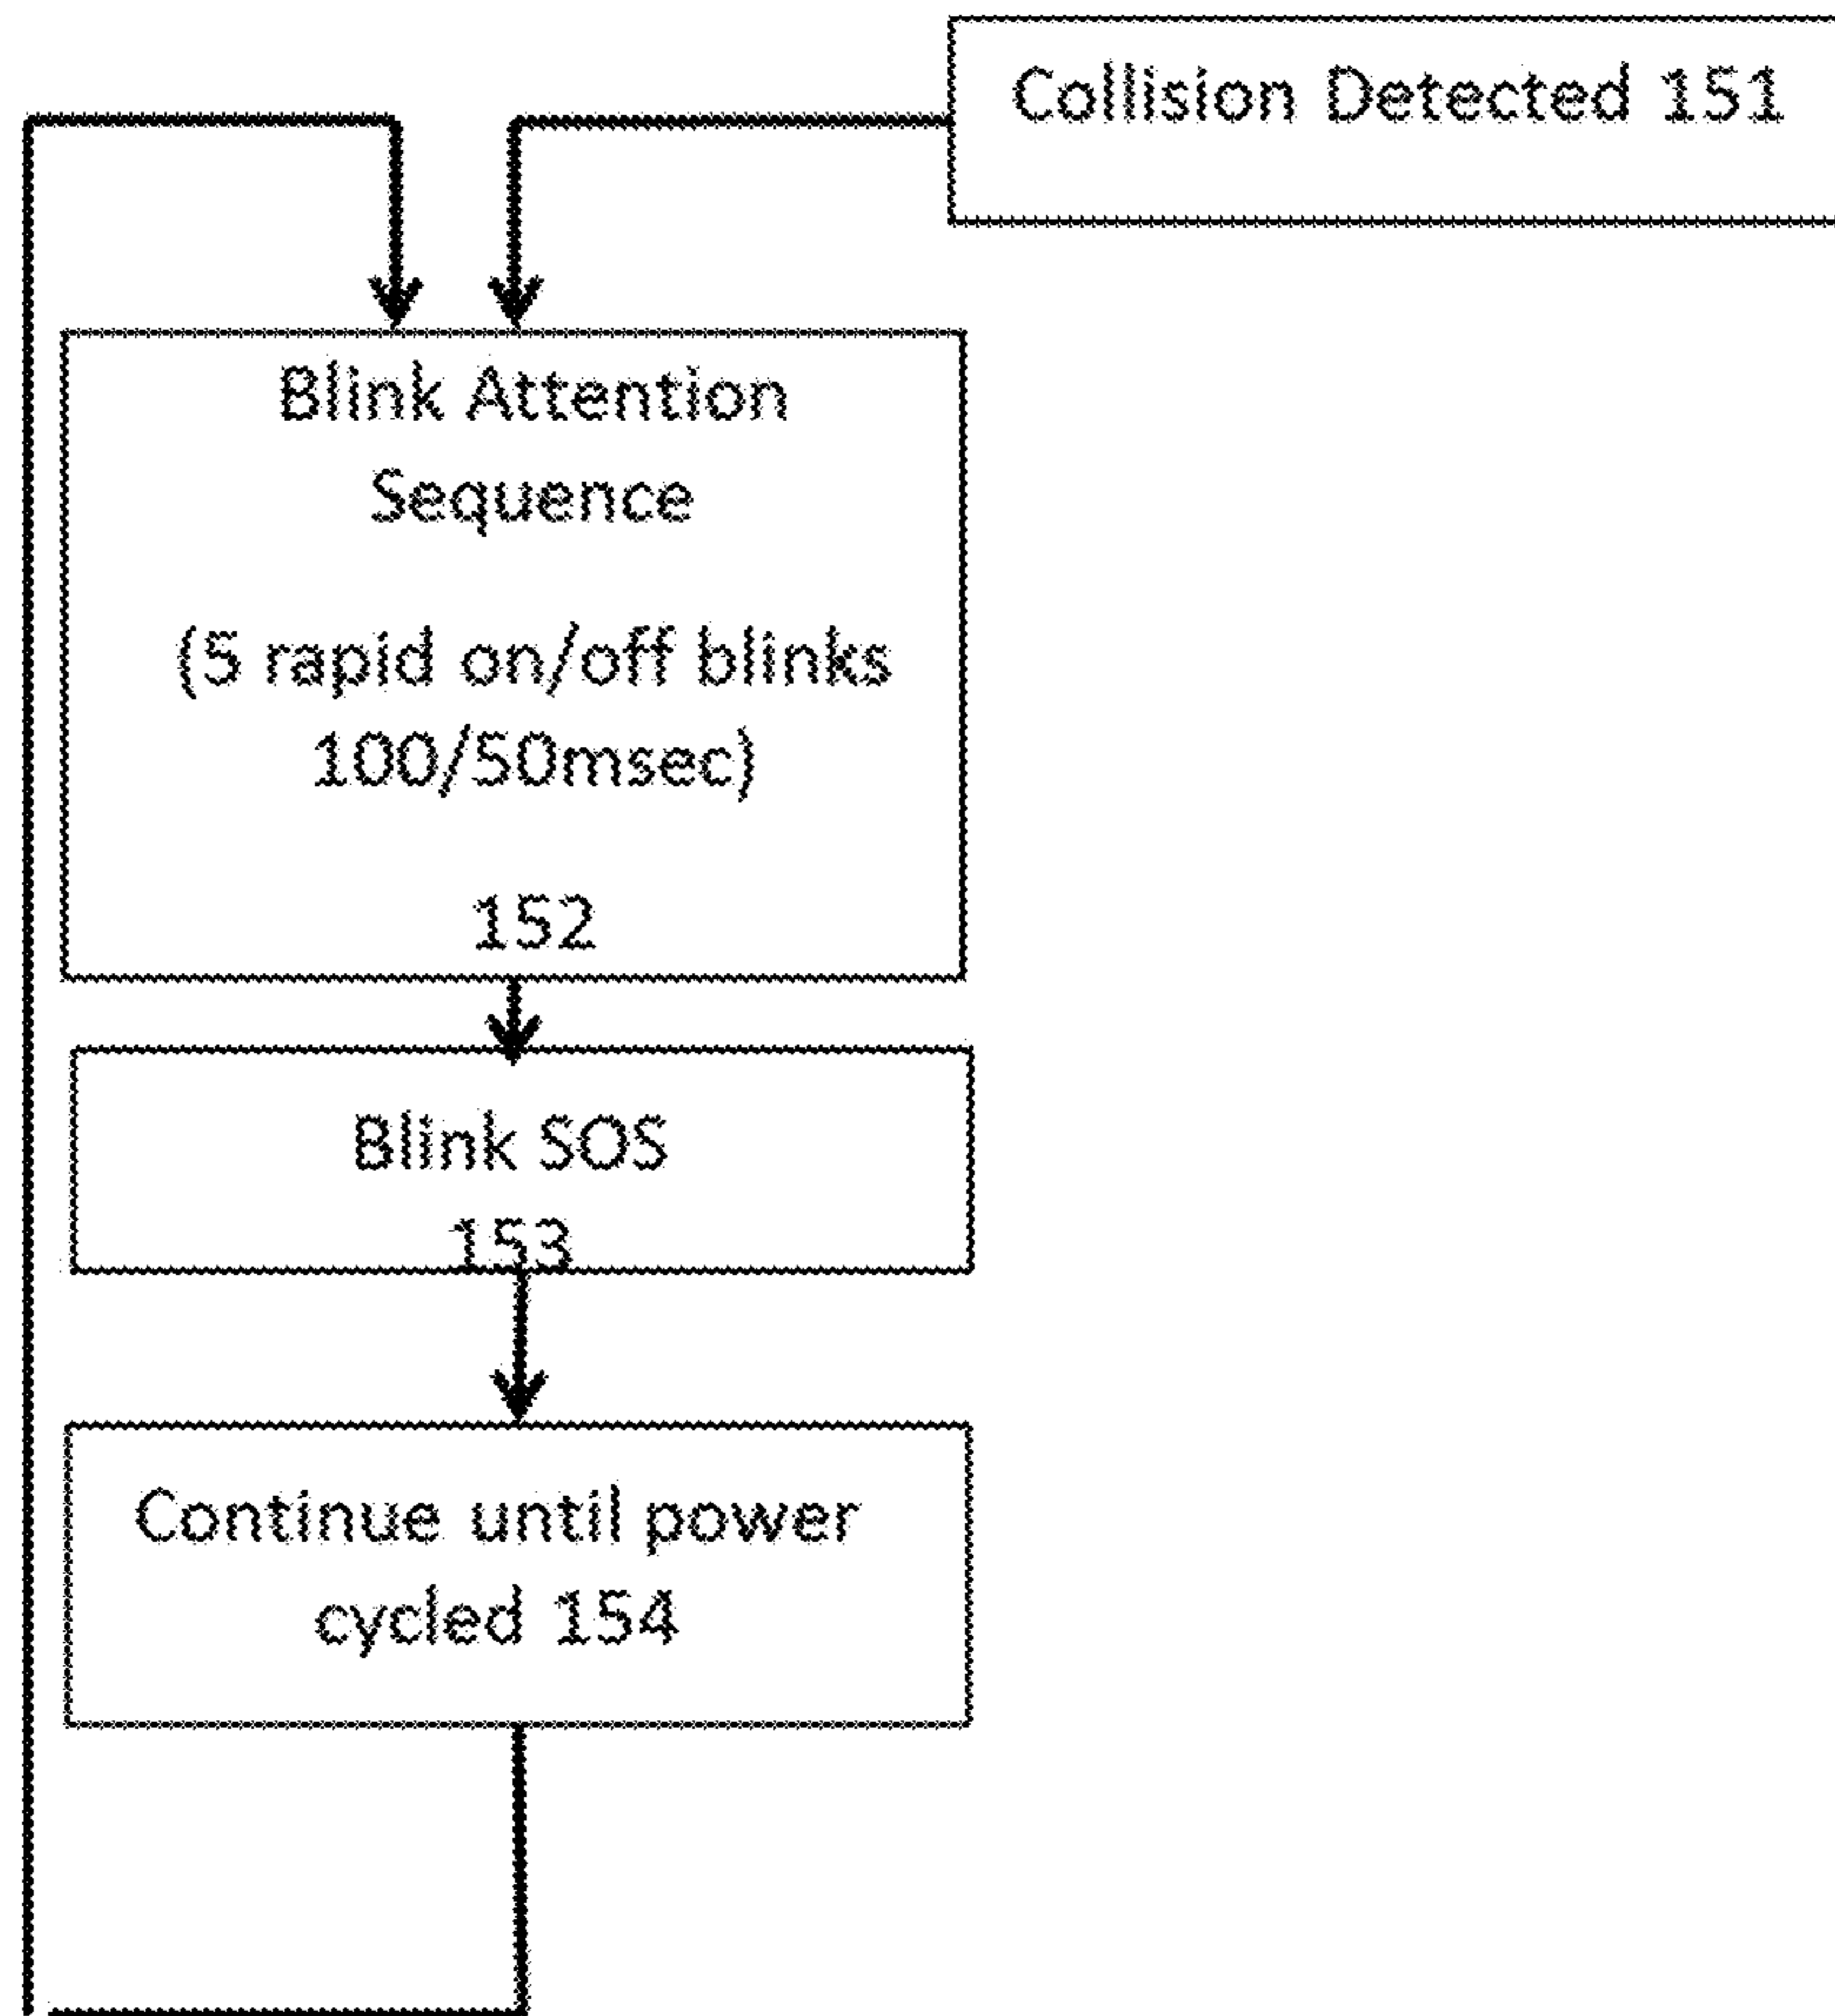 Collision Detected 151
Blink Attention
Sequence
(5 rapid on/off blinks
100/50msec)
152
Blink SOS
153
Continue until power
cycled 154